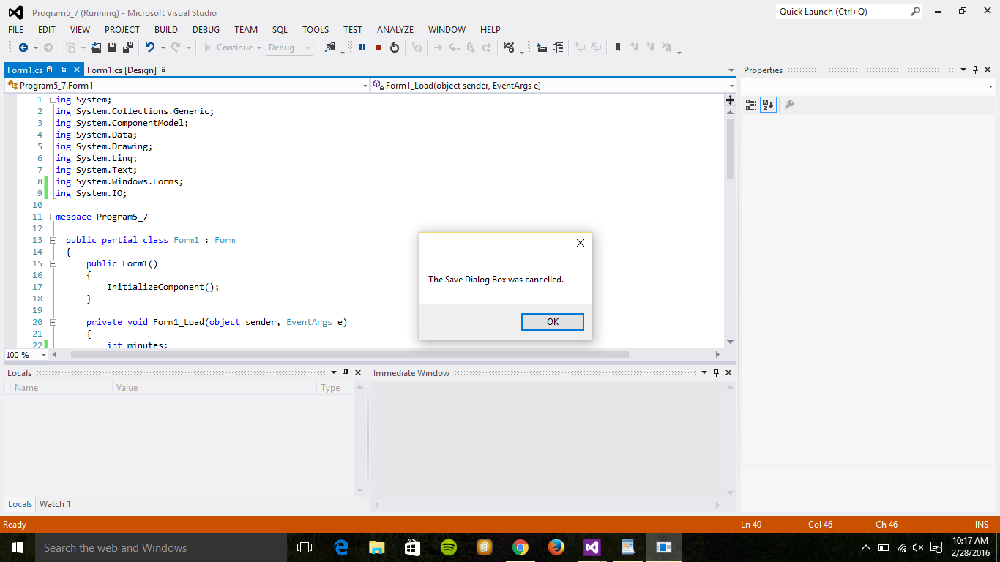 Program5_7 (Running) - Microsoft Visual Studio
Quick Launch (Ctrl+Q)
FILE EDIT VIEW PROJECT BUILD DEBUG TEAM SQL TOOLS TEST ANALYZE WINDOW HELP
Continue Debug
Form1.cs Form1.cs [Design] Properties
Program5_7.Form1 Form1_Load(object sender, EventArgs e)
1 ing System;
2 ing System.Collections.Generic;
3 ing System.ComponentModel;
4 ing System.Data;
5 ing System.Drawing;
6 ing System.Linq;
7 ing System.Text;
8 ing System.Windows.Forms;
9 ing System.IO;
10
11 mespace Program5_7
12
13 public partial class Form1 : Form
14 {
15 public Form1()
16 {
17 InitializeComponent();
18 }
19
20 private void Form1_Load(object sender, EventArgs e)
21 {
22 int minutes;
The Save Dialog Box was cancelled.
OK
100 %
Locals Immediate Window
Name Value Type
Locals Watch 1
Ready Ln 40 Col 46 Ch 46 INS
Search the web and Windows
10:17 AM
2/28/2016